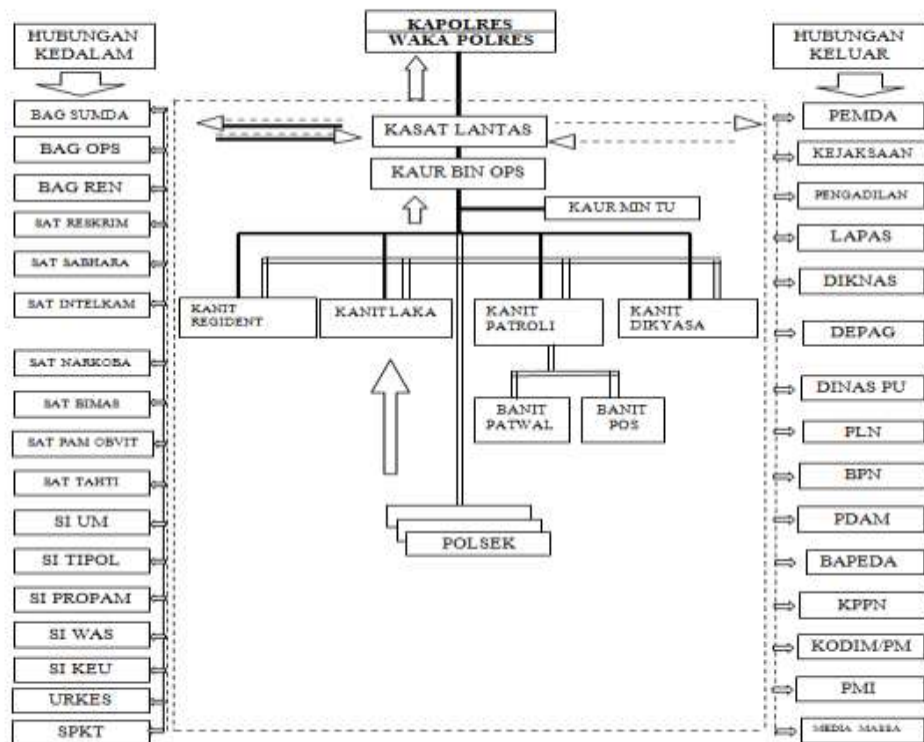 HUBUNGAN
KEDALAM
BAG SUMDA
BAG OPS
BAG REN
SAT RESKRIM
SAT SABHARA
SAT INTELKAM
SAT NARKOBA
SAT BIMAS
SAT PAM OBVIT
SAT TAHTI
SI UM
SI TIPOL
SI PROPAM
SI WAS
SI KEU
URKES
SPKT
KAPOLRES
WAKA POLRES
KASAT LANTAS
KAUR BIN OPS
KAUR MIN TU
KANIT
REGIDENT
KANIT LAKA
KANIT
PATROLI
KANIT
DIKYASA
BANIT
PATWAL
BANIT
POS
POLSEK
HUBUNGAN
KELUAR
PEMDA
KEJAKSAAN
PENGADILAN
LAPAS
DIKNAS
DEPAG
DINAS PU
PLN
BPN
PDAM
BAPEDA
KPPN
KODIM/PM
PMI
MEDIA MASSA